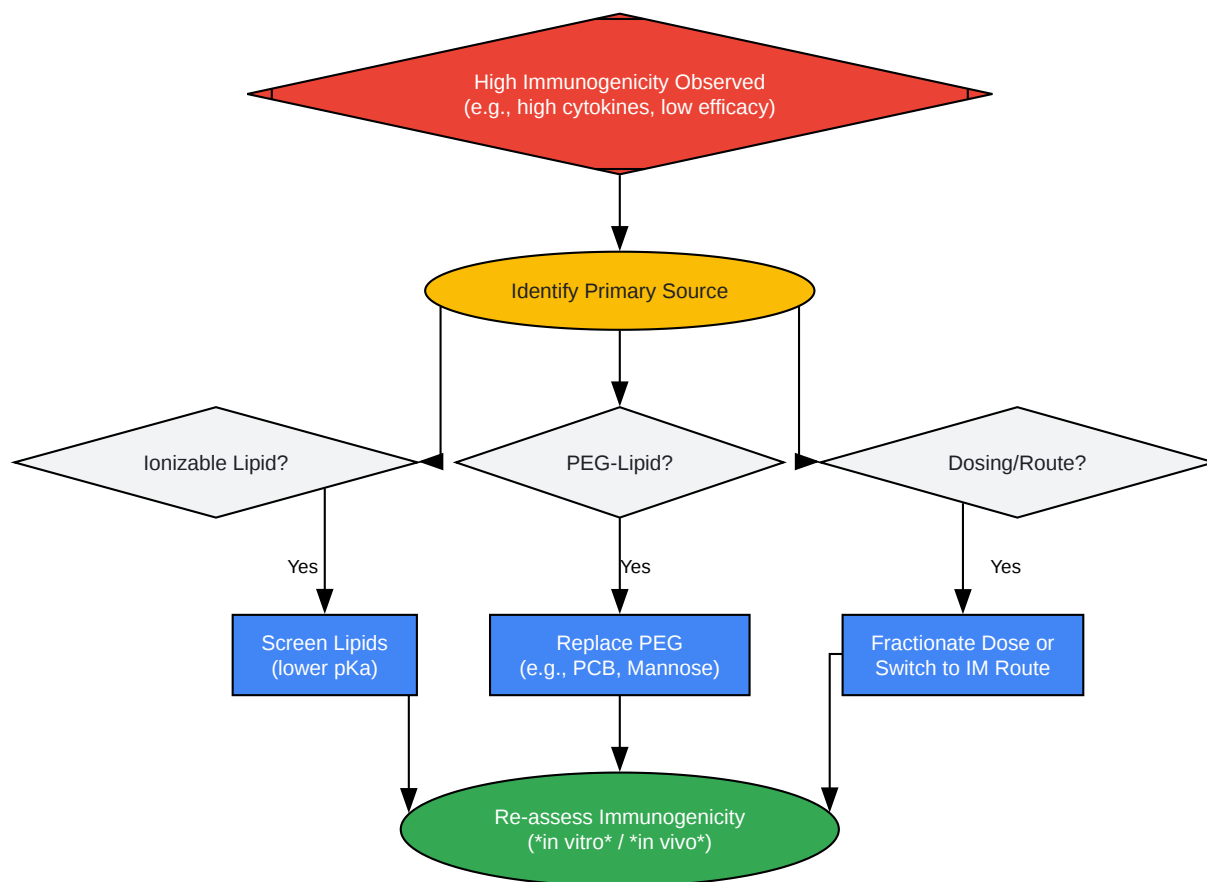 High Immunogenicity Observed
(e.g., high cytokines, low efficacy)
Identify Primary Source
Ionizable Lipid?
PEG-Lipid?
Dosing/Route?
Yes
Yes
Yes
Screen Lipids
(lower pKa)
Replace PEG
(e.g., PCB, Mannose)
Fractionate Dose or
Switch to IM Route
Re-assess Immunogenicity
(*in vitro* / *in vivo*)